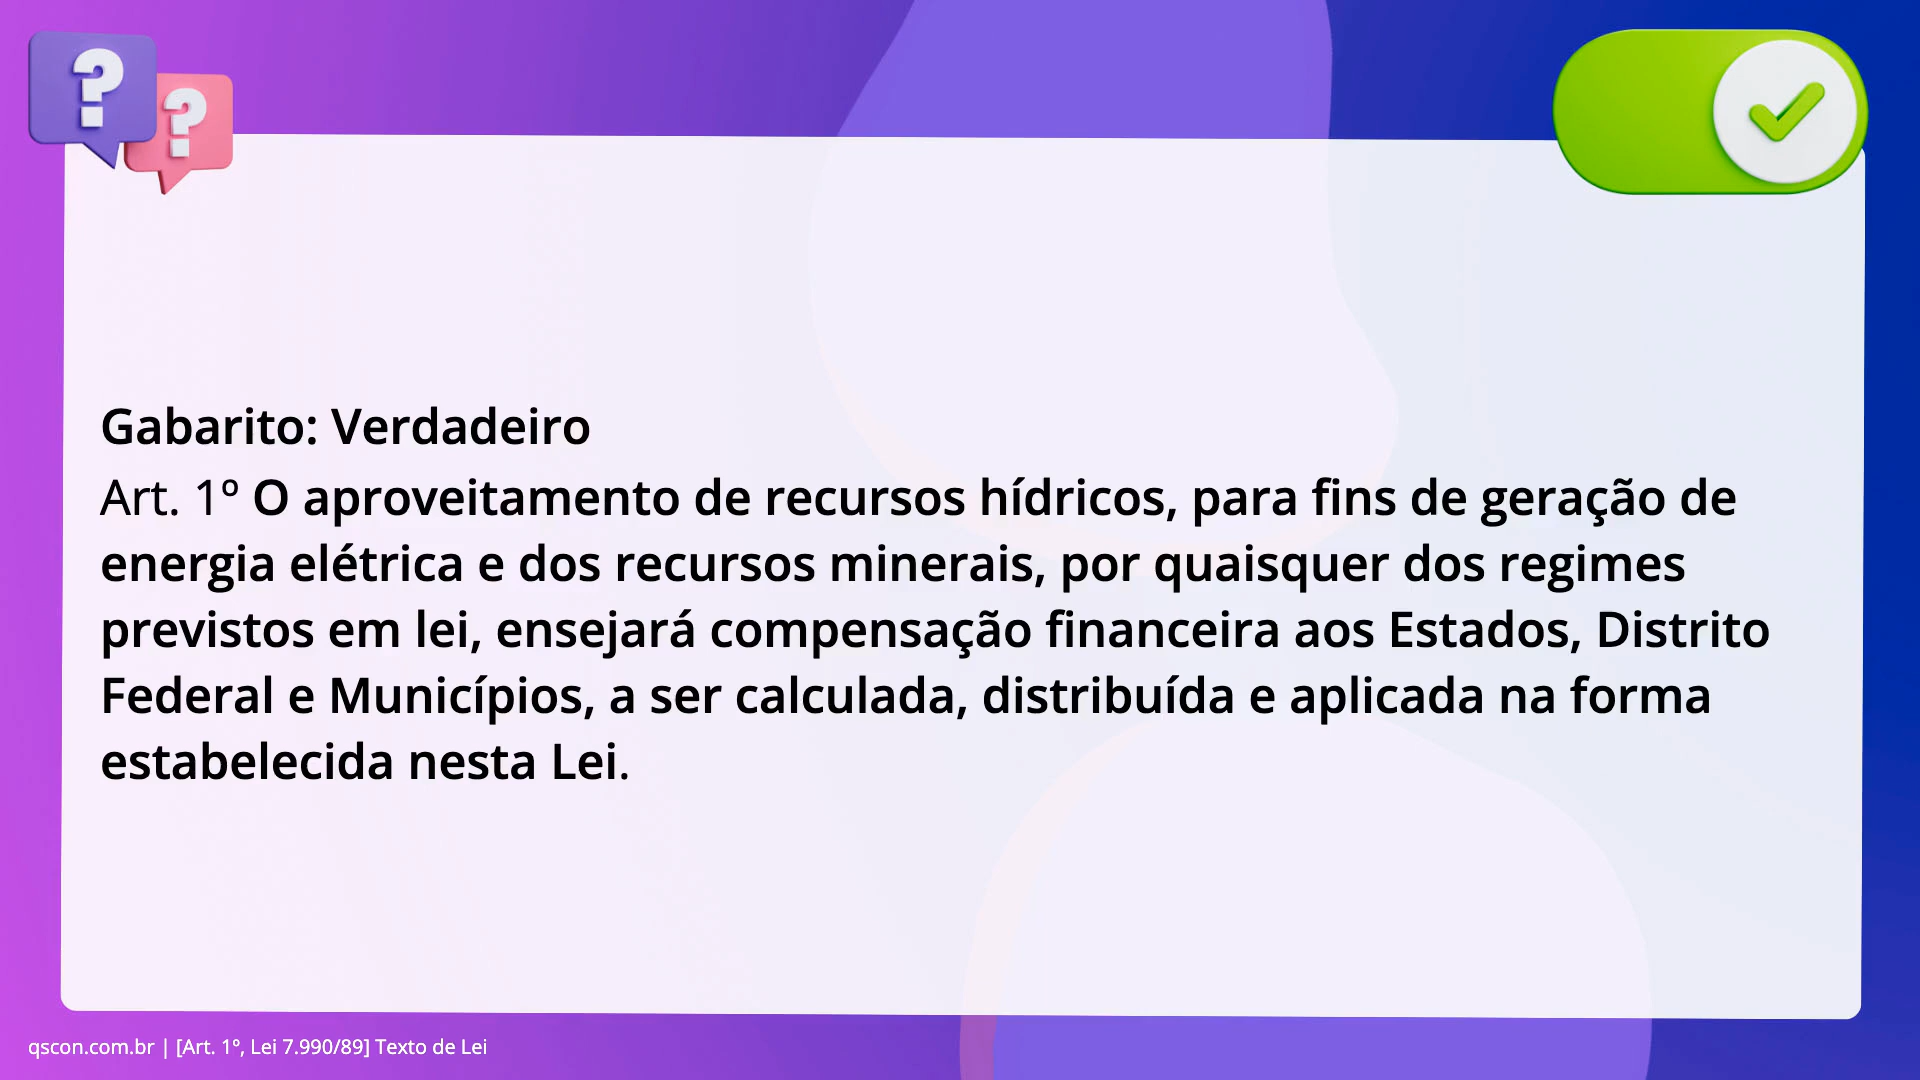 ?
?
Gabarito: Verdadeiro
Art. 1º O aproveitamento de recursos hídricos, para fins de geração de
energia elétrica e dos recursos minerais, por quaisquer dos regimes
previstos em lei, ensejará compensação financeira aos Estados, Distrito
Federal e Municípios, a ser calculada, distribuída e aplicada na forma
estabelecida nesta Lei.
qscon.com.br | [Art. 1º, Lei 7.990/89] Texto de Lei